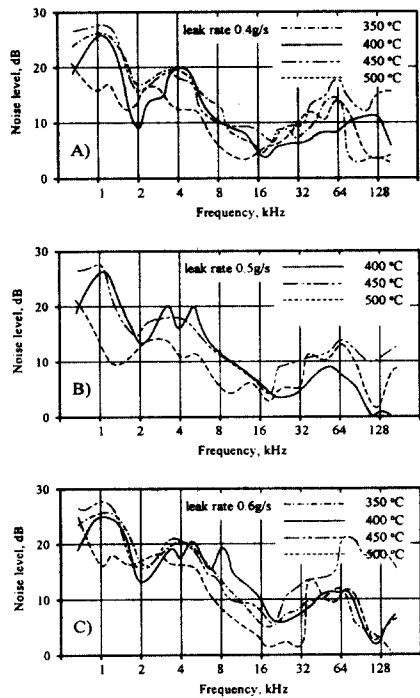 30
leak rate 0.4g/s
350 °C
400 °C
450 °C
500 °C
20
10
0
Noise level, dB
A)
1 2 4 8 16 32 64 128
Frequency, kHz
30
leak rate 0.5g/s
400 °C
450 °C
500 °C
20
10
0
Noise level, dB
B)
1 2 4 8 16 32 64 128
Frequency, kHz
30
leak rate 0.6g/s
350 °C
400 °C
450 °C
500 °C
20
10
0
Noise level, dB
C)
1 2 4 8 16 32 64 128
Frequency, kHz